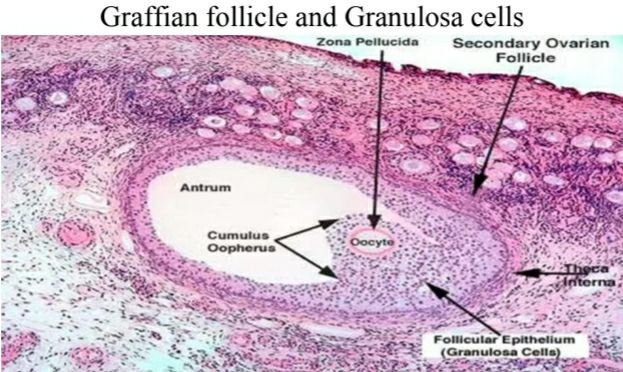 Graffian follicle and Granulosa cells
Zona Pellucida
Secondary Ovarian
Follicle
Antrum
Cumulus
Oopherus
Oocyte
Theca
Interna
Follicular Epithelium
(Granulosa Cells)